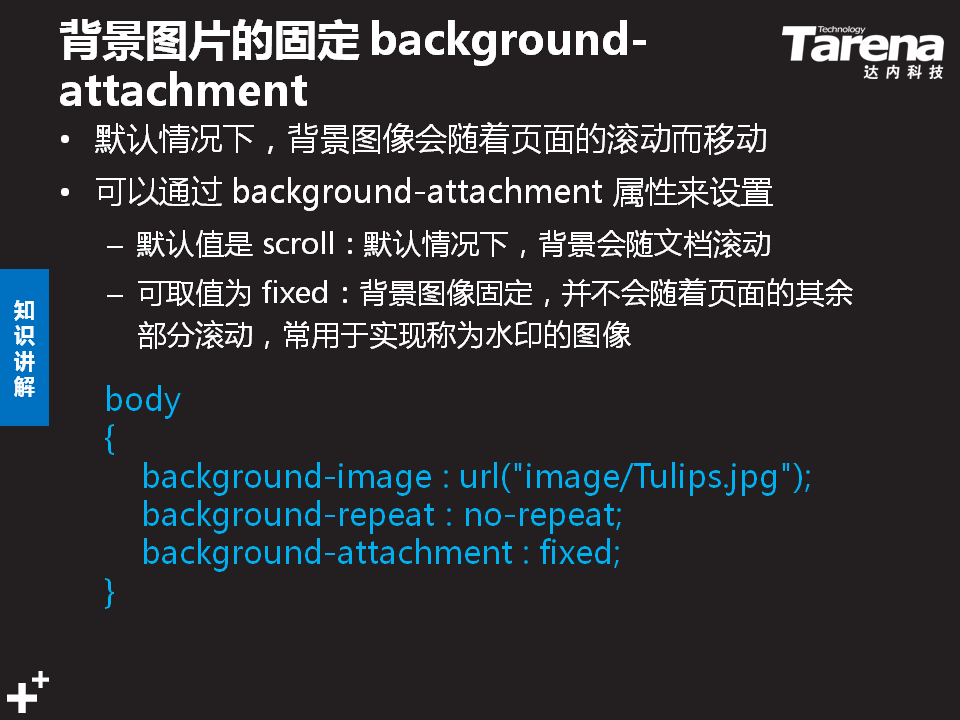 背景图片的固定 background-
attachment
Technology
Tarena
达内科技
• 默认情况下，背景图像会随着页面的滚动而移动
• 可以通过 background-attachment 属性来设置
– 默认值是 scroll：默认情况下，背景会随文档滚动
– 可取值为 fixed：背景图像固定，并不会随着页面的其余
部分滚动，常用于实现称为水印的图像
知
识
讲
解
body
{
background-image : url("image/Tulips.jpg");
background-repeat : no-repeat;
background-attachment : fixed;
}